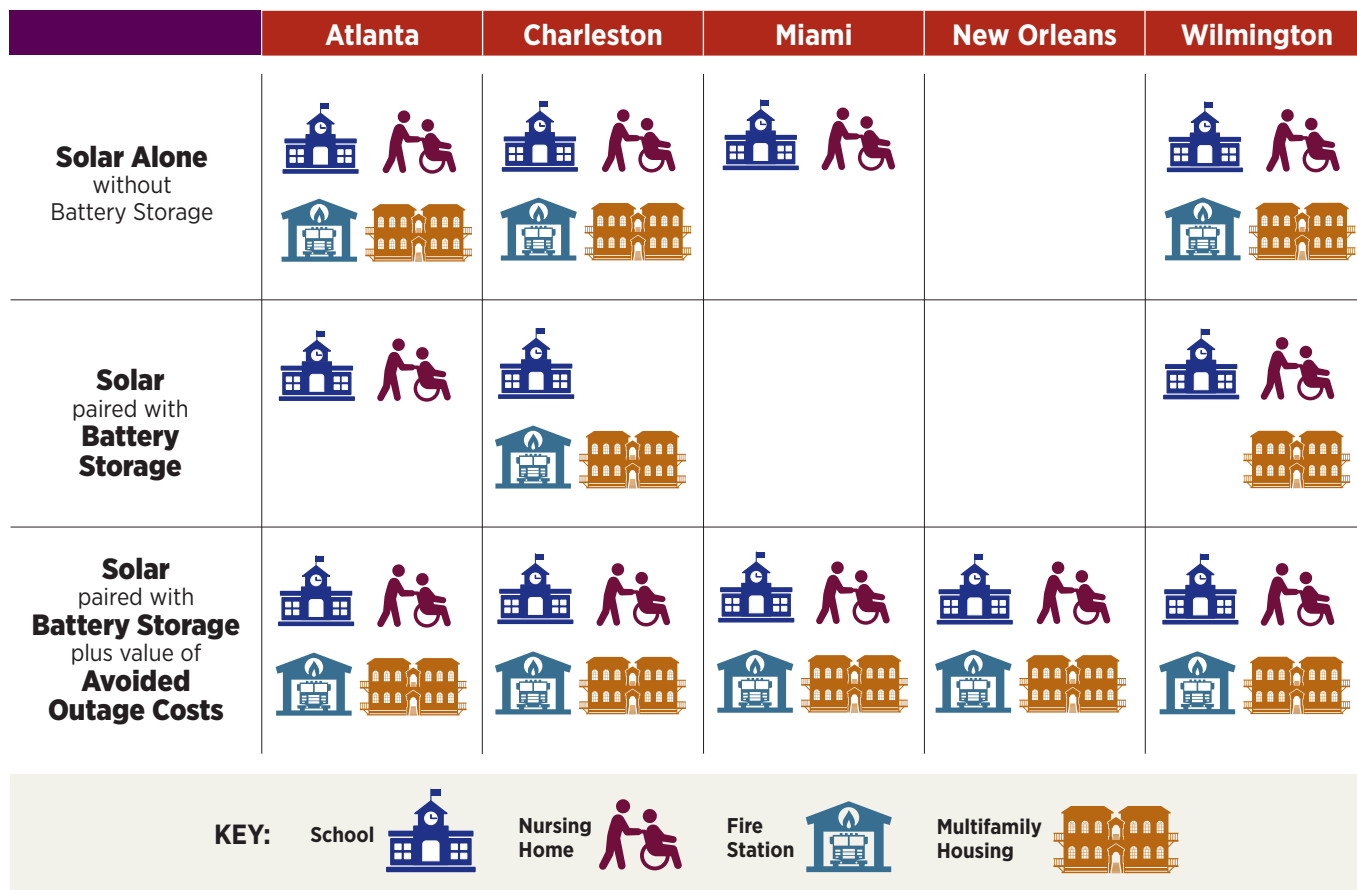 Atlanta Charleston Miami New Orleans Wilmington
Solar Alone
without
Battery Storage
Solar
paired with
Battery
Storage
Solar
paired with
Battery Storage
plus value of
Avoided
Outage Costs
KEY:
School
Nursing
Home
Fire
Station
Multifamily
Housing